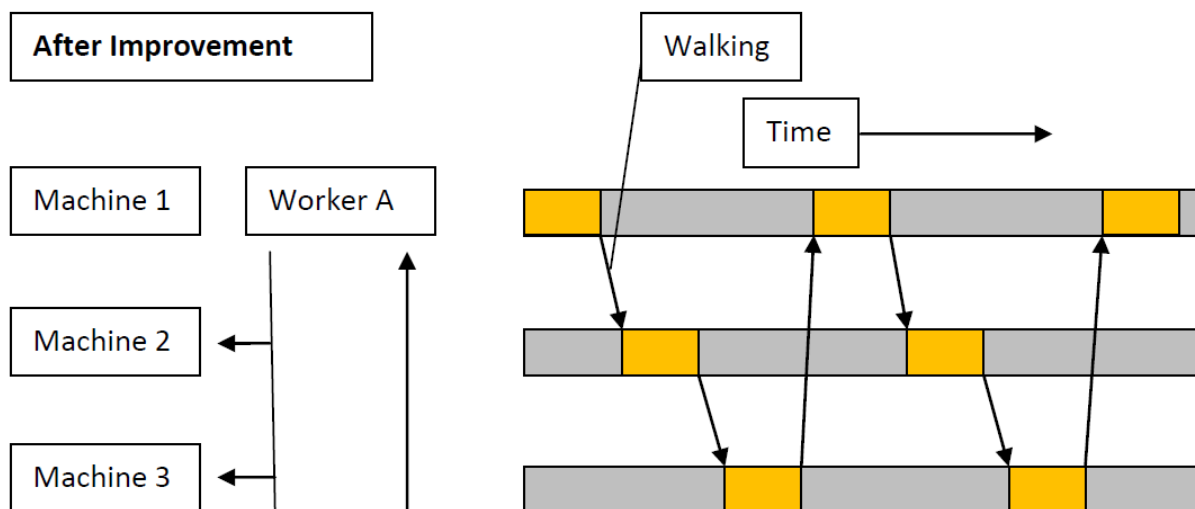 After Improvement
Walking
Time
Machine 1
Worker A
Machine 2
Machine 3